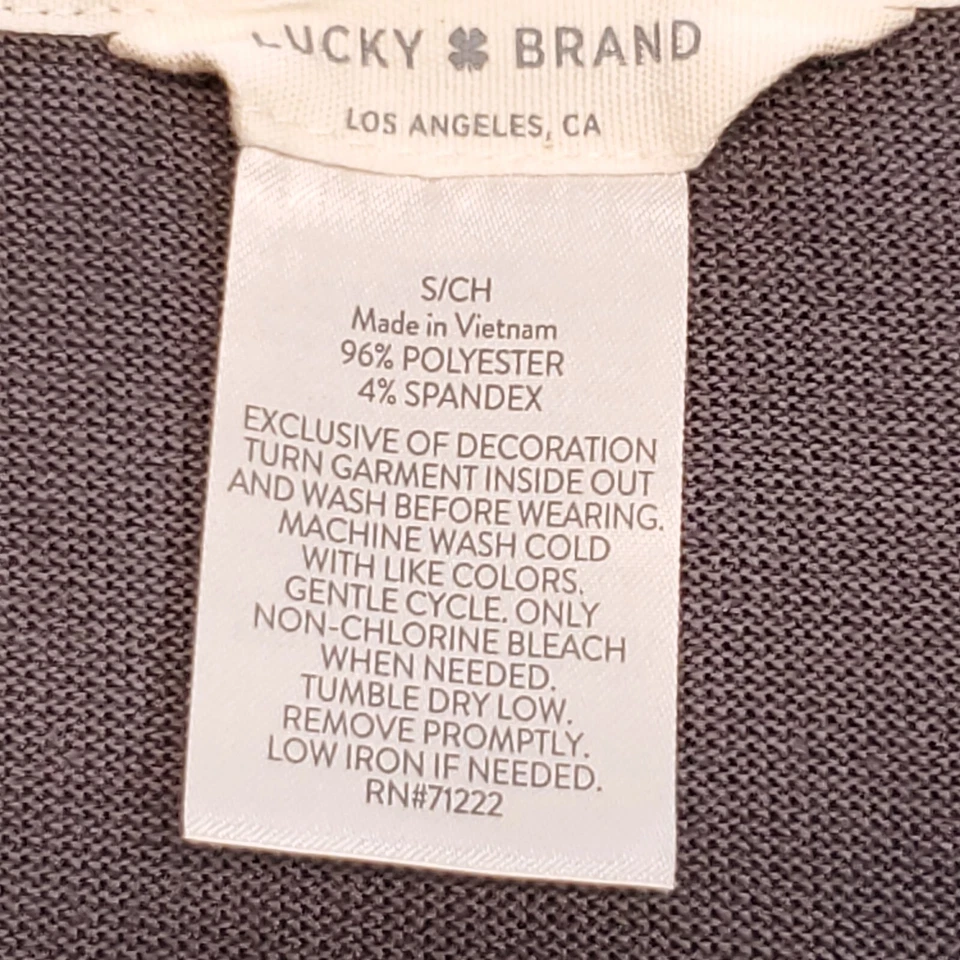 LUCKY BRAND
LOS ANGELES, CA
S/CH
Made in Vietnam
96% POLYESTER
4% SPANDEX
EXCLUSIVE OF DECORATION
TURN GARMENT INSIDE OUT
AND WASH BEFORE WEARING.
MACHINE WASH COLD
WITH LIKE COLORS.
GENTLE CYCLE. ONLY
NON-CHLORINE BLEACH
WHEN NEEDED.
TUMBLE DRY LOW.
REMOVE PROMPTLY.
LOW IRON IF NEEDED.
RN#71222